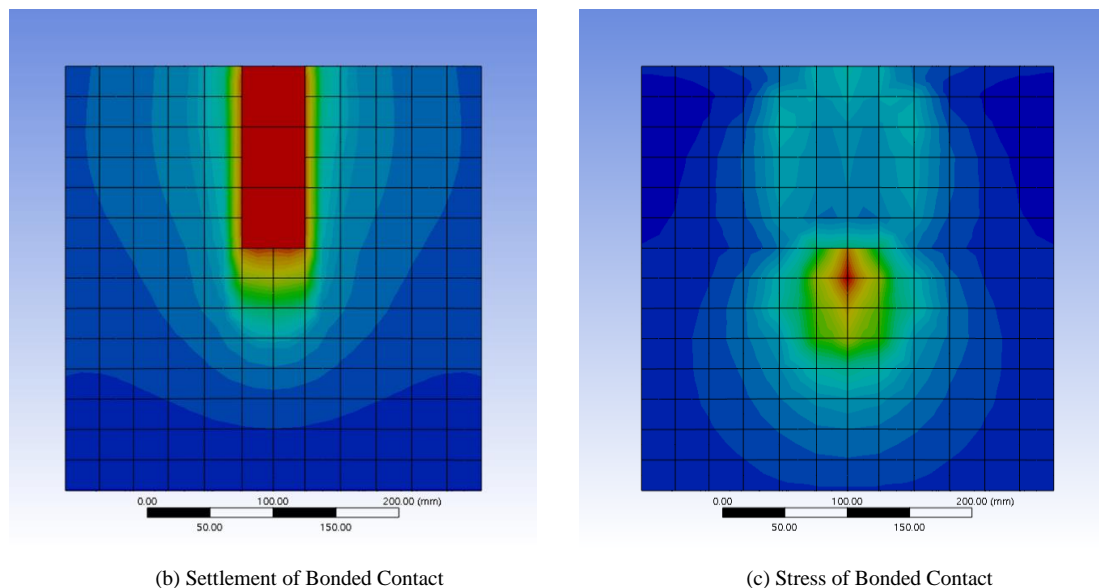 0.00 100.00 200.00 (mm)
50.00 150.00
0.00 100.00 200.00 (mm)
50.00 150.00
(b) Settlement of Bonded Contact
(c) Stress of Bonded Contact